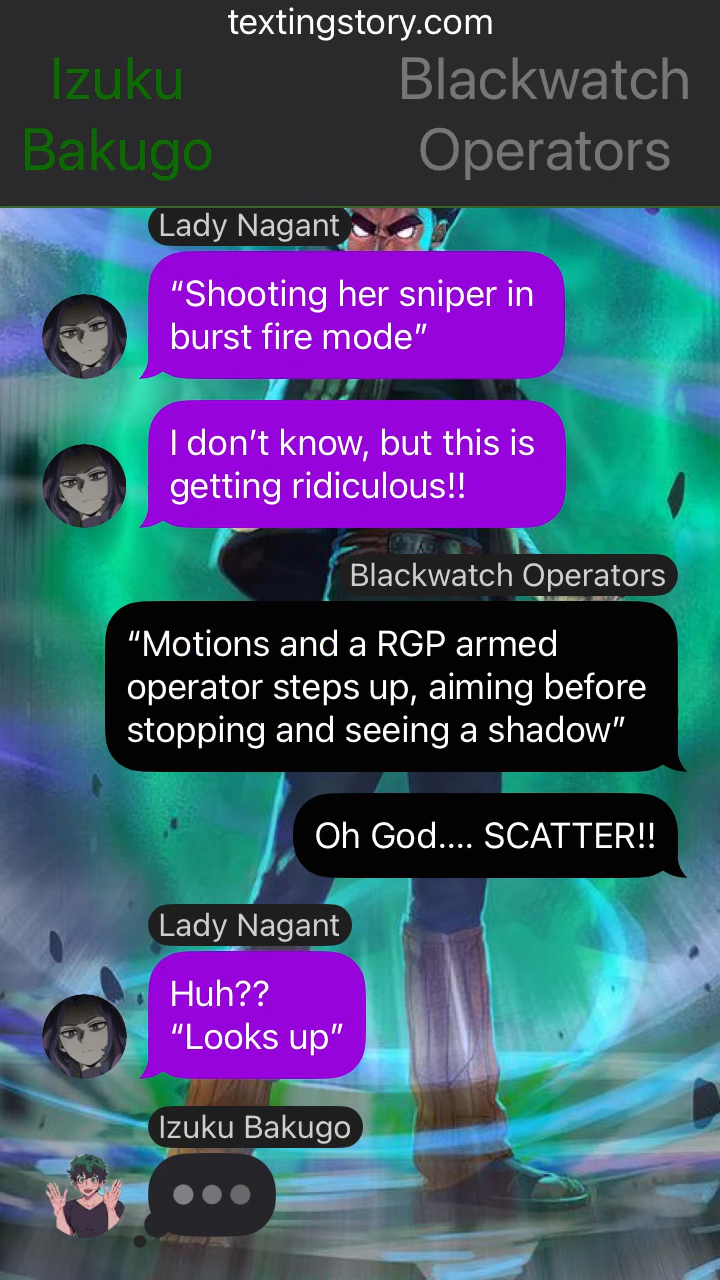 textingstory.com
Izuku Bakugo
Blackwatch Operators
Lady Nagant
“Shooting her sniper in
burst fire mode”
I don’t know, but this is
getting ridiculous!!
Blackwatch Operators
“Motions and a RGP armed
operator steps up, aiming before
stopping and seeing a shadow”
Oh God.... SCATTER!!
Lady Nagant
Huh??
“Looks up”
Izuku Bakugo